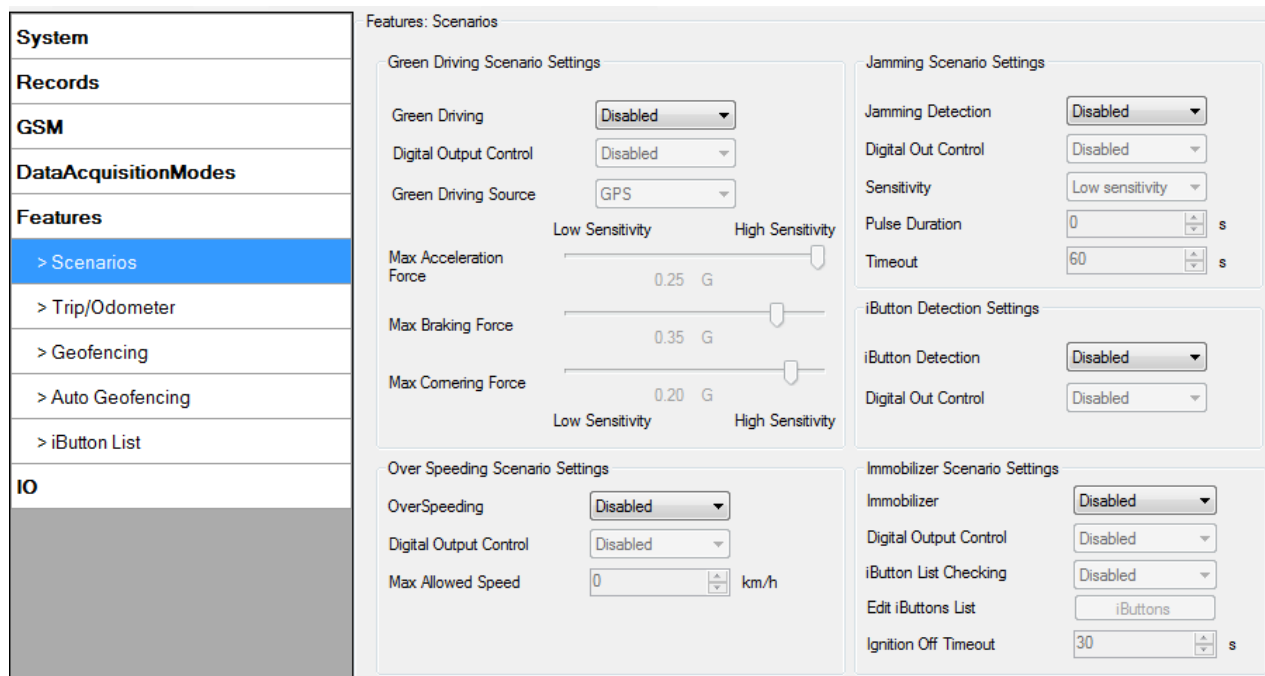 System
Records
GSM
DataAcquisitionModes
Features
> Scenarios
> Trip/Odometer
> Geofencing
> Auto Geofencing
> iButton List
IO
Features: Scenarios
Green Driving Scenario Settings
Green Driving Disabled
Digital Output Control Disabled
Green Driving Source GPS
Low Sensitivity High Sensitivity
Max Acceleration
Force
0.25 G
Max Braking Force
0.35 G
Max Cornering Force
0.20 G
Low Sensitivity High Sensitivity
Over Speeding Scenario Settings
OverSpeeding Disabled
Digital Output Control Disabled
Max Allowed Speed 0 km/h
Jamming Scenario Settings
Jamming Detection Disabled
Digital Out Control Disabled
Sensitivity Low sensitivity
Pulse Duration 0 s
Timeout 60 s
iButton Detection Settings
iButton Detection Disabled
Digital Out Control Disabled
Immobilizer Scenario Settings
Immobilizer Disabled
Digital Output Control Disabled
iButton List Checking Disabled
Edit iButtons List iButtons
Ignition Off Timeout 30 s